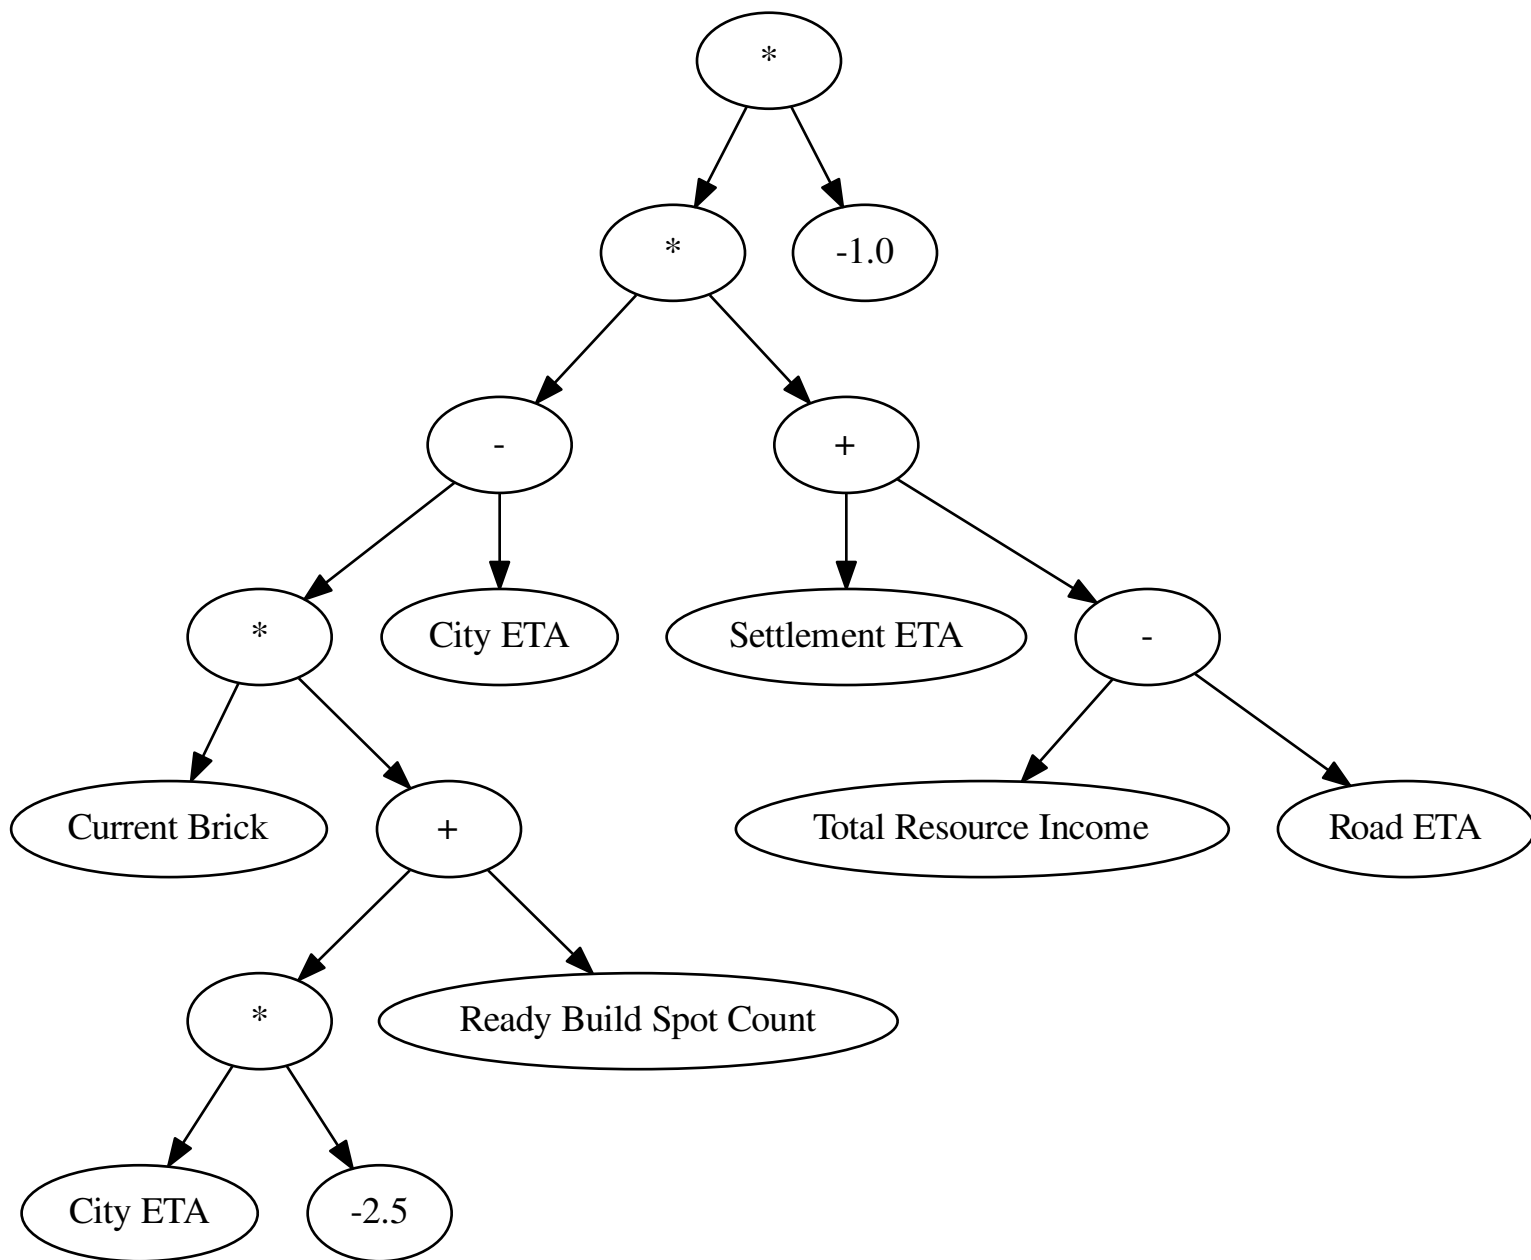 *
*
-1.0
-
+
*
City ETA
Settlement ETA
-
Current Brick
+
Total Resource Income
Road ETA
*
Ready Build Spot Count
City ETA
-2.5